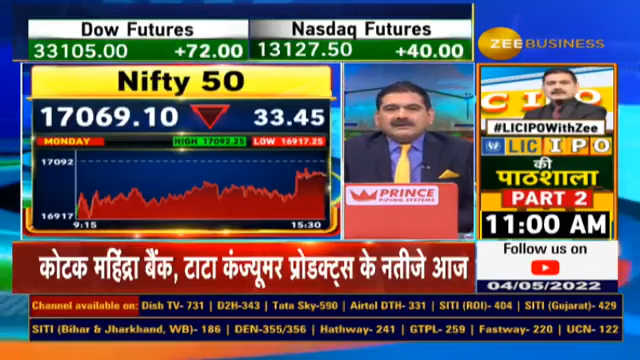 Dow Futures
33105.00 +72.00
Nasdaq Futures
13127.50 +40.00
ZEE BUSINESS
Nifty 50
17069.10 33.45
MONDAY HIGH 17092.25 LOW 16917.25
17092
16917
9:15 15:30
PRINCE
PIPING SYSTEMS
#LICIPOWithZee
LIC IPO
की
पाठशाला
PART 2
11:00 AM
Follow us on
04/05/2022
कोटक महिंद्रा बैंक, टाटा कंज्यूमर प्रोडक्ट्स के नतीजे आज
Channel available on: Dish TV- 731 | D2H-343 | Tata Sky-590 | Airtel DTH- 331 | SITI (ROI)- 404 | SITI (Gujarat)- 429
SITI (Bihar & Jharkhand, WB)- 186 | DEN-355/356 | Hathway- 241 | GTPL- 259 | Fastway- 220 | UCN- 122